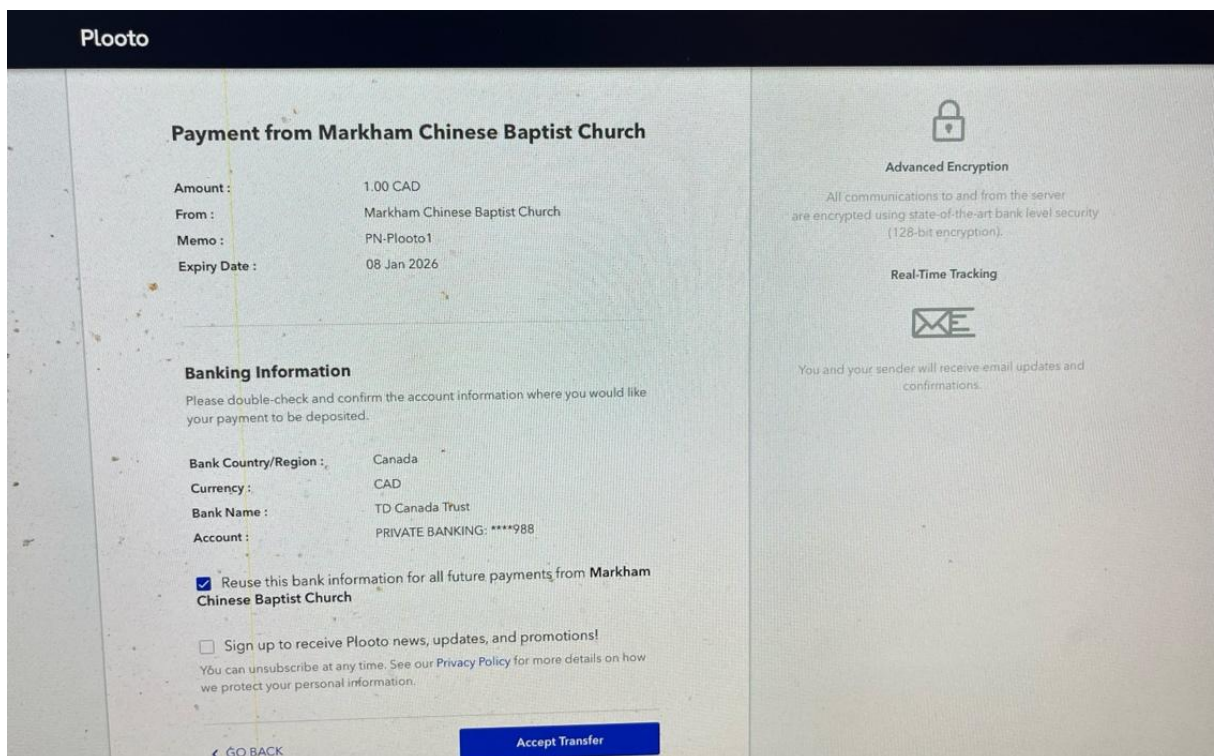 Plooto
Payment from Markham Chinese Baptist Church
Amount : 1.00 CAD
From : Markham Chinese Baptist Church
Memo : PN-Plooto1
Expiry Date : 08 Jan 2026
Banking Information
Please double-check and confirm the account information where you would like
your payment to be deposited.
Bank Country/Region : Canada
Currency : CAD
Bank Name : TD Canada Trust
Account : PRIVATE BANKING: ****988
Reuse this bank information for all future payments from Markham
Chinese Baptist Church
Sign up to receive Plooto news, updates, and promotions!
You can unsubscribe at any time. See our Privacy Policy for more details on how
we protect your personal information.
GO BACK
Accept Transfer
Advanced Encryption
All communications to and from the server
are encrypted using state-of-the-art bank level security
(128-bit encryption).
Real-Time Tracking
You and your sender will receive email updates and
confirmations.